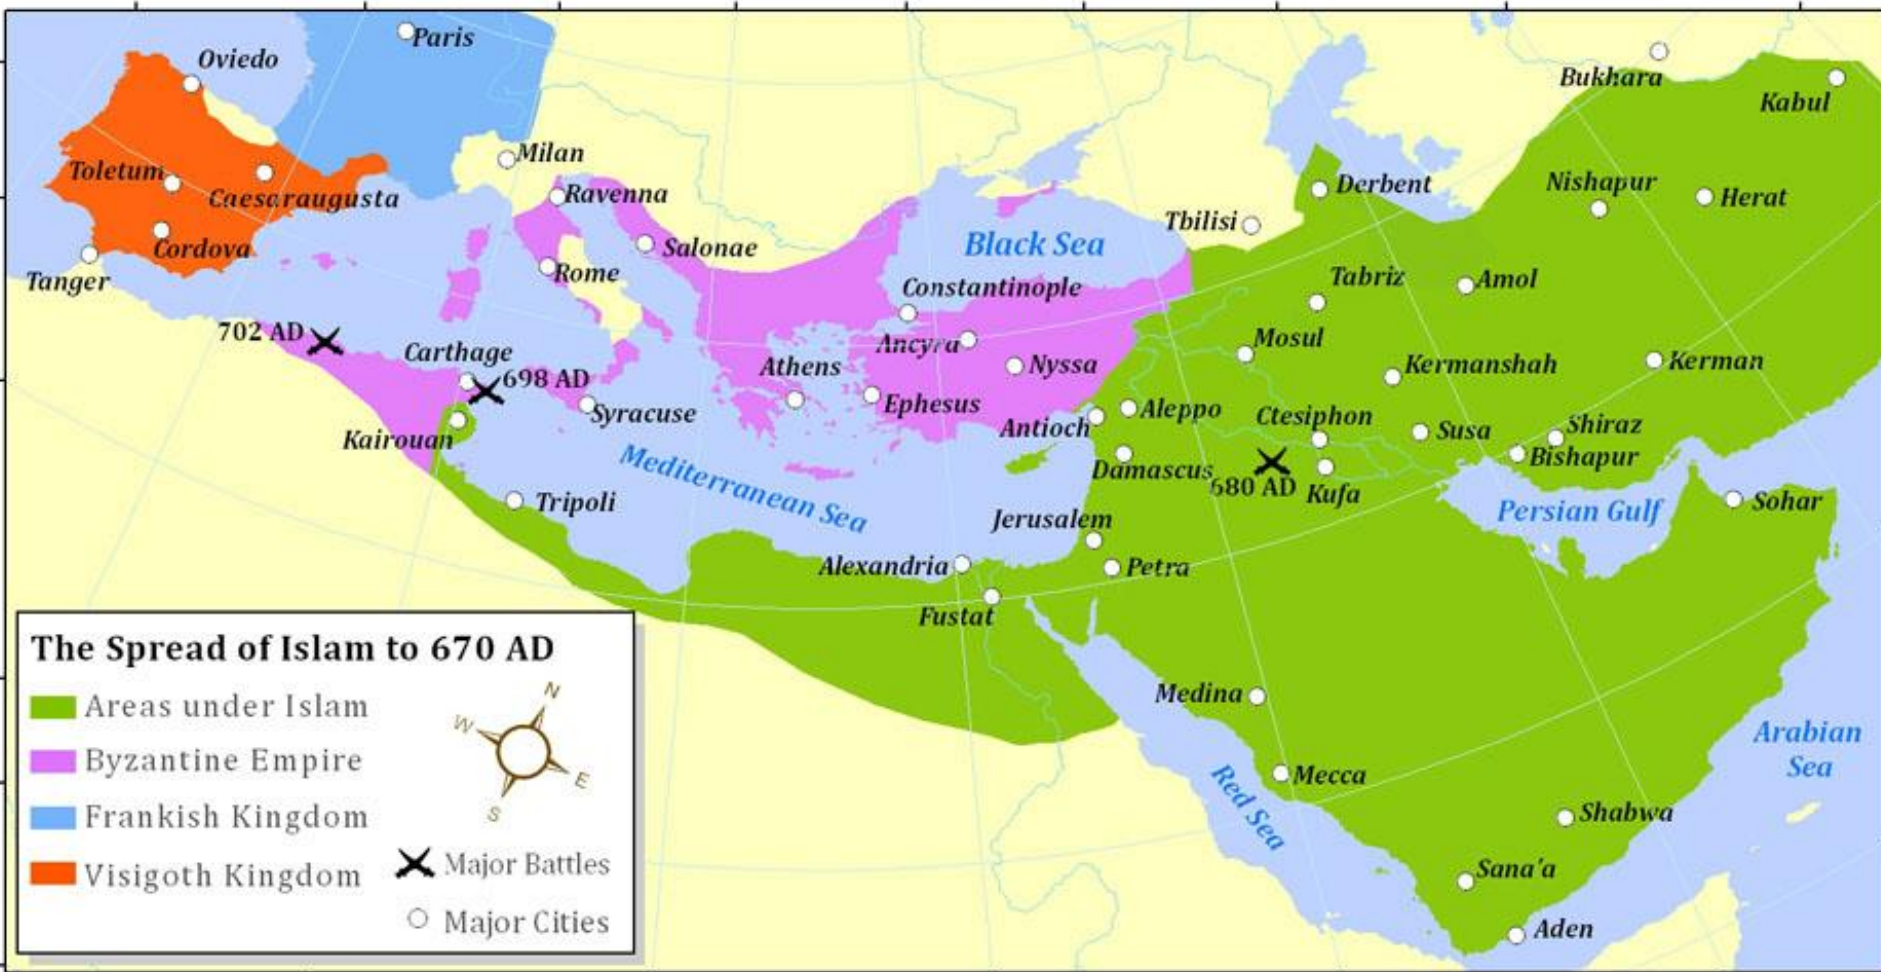 Paris
Oviedo
Bukhara
Kabul
Milan
Toletum
Caesaraugusta
Ravenna
Derbent
Nishapur
Herat
Cordova
Salonae
Tbilisi
Black Sea
Tanger
Rome
Constantinople
Tabriz
Amol
702 AD
Carthage
Ancyra
Mosul
698 AD
Athens
Nyssa
Kermanshah
Kerman
Syracuse
Ephesus
Antioch
Aleppo
Ctesiphon
Susa
Shiraz
Kairouan
Damascus
Bishapur
Mediterranean Sea
680 AD
Kufa
Tripoli
Jerusalem
Persian Gulf
Sohar
Alexandria
Petra
Fustat
Medina
Mecca
Red Sea
Arabian
Sea
Shabwa
Sana'a
Aden
The Spread of Islam to 670 AD
Areas under Islam
Byzantine Empire
Frankish Kingdom
Visigoth Kingdom
N
W
E
S
Major Battles
Major Cities